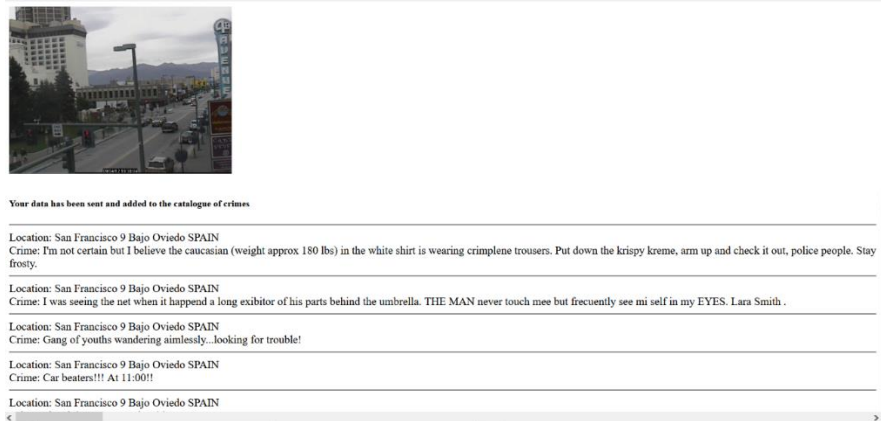 4th
AVENUE
Your data has been sent and added to the catalogue of crimes
Location: San Francisco 9 Bajo Oviedo SPAIN
Crime: I'm not certain but I believe the caucasian (weight approx 180 lbs) in the white shirt is wearing crimplene trousers. Put down the krispy kreme, arm up and check it out, police people. Stay
frosty.
Location: San Francisco 9 Bajo Oviedo SPAIN
Crime: I was seeing the net when it happend a long exibitor of his parts behind the umbrella. THE MAN never touch mee but frecuently see mi self in my EYES. Lara Smith .
Location: San Francisco 9 Bajo Oviedo SPAIN
Crime: Gang of youths wandering aimlessly...looking for trouble!
Location: San Francisco 9 Bajo Oviedo SPAIN
Crime: Car beaters!!! At 11:00!!
Location: San Francisco 9 Bajo Oviedo SPAIN